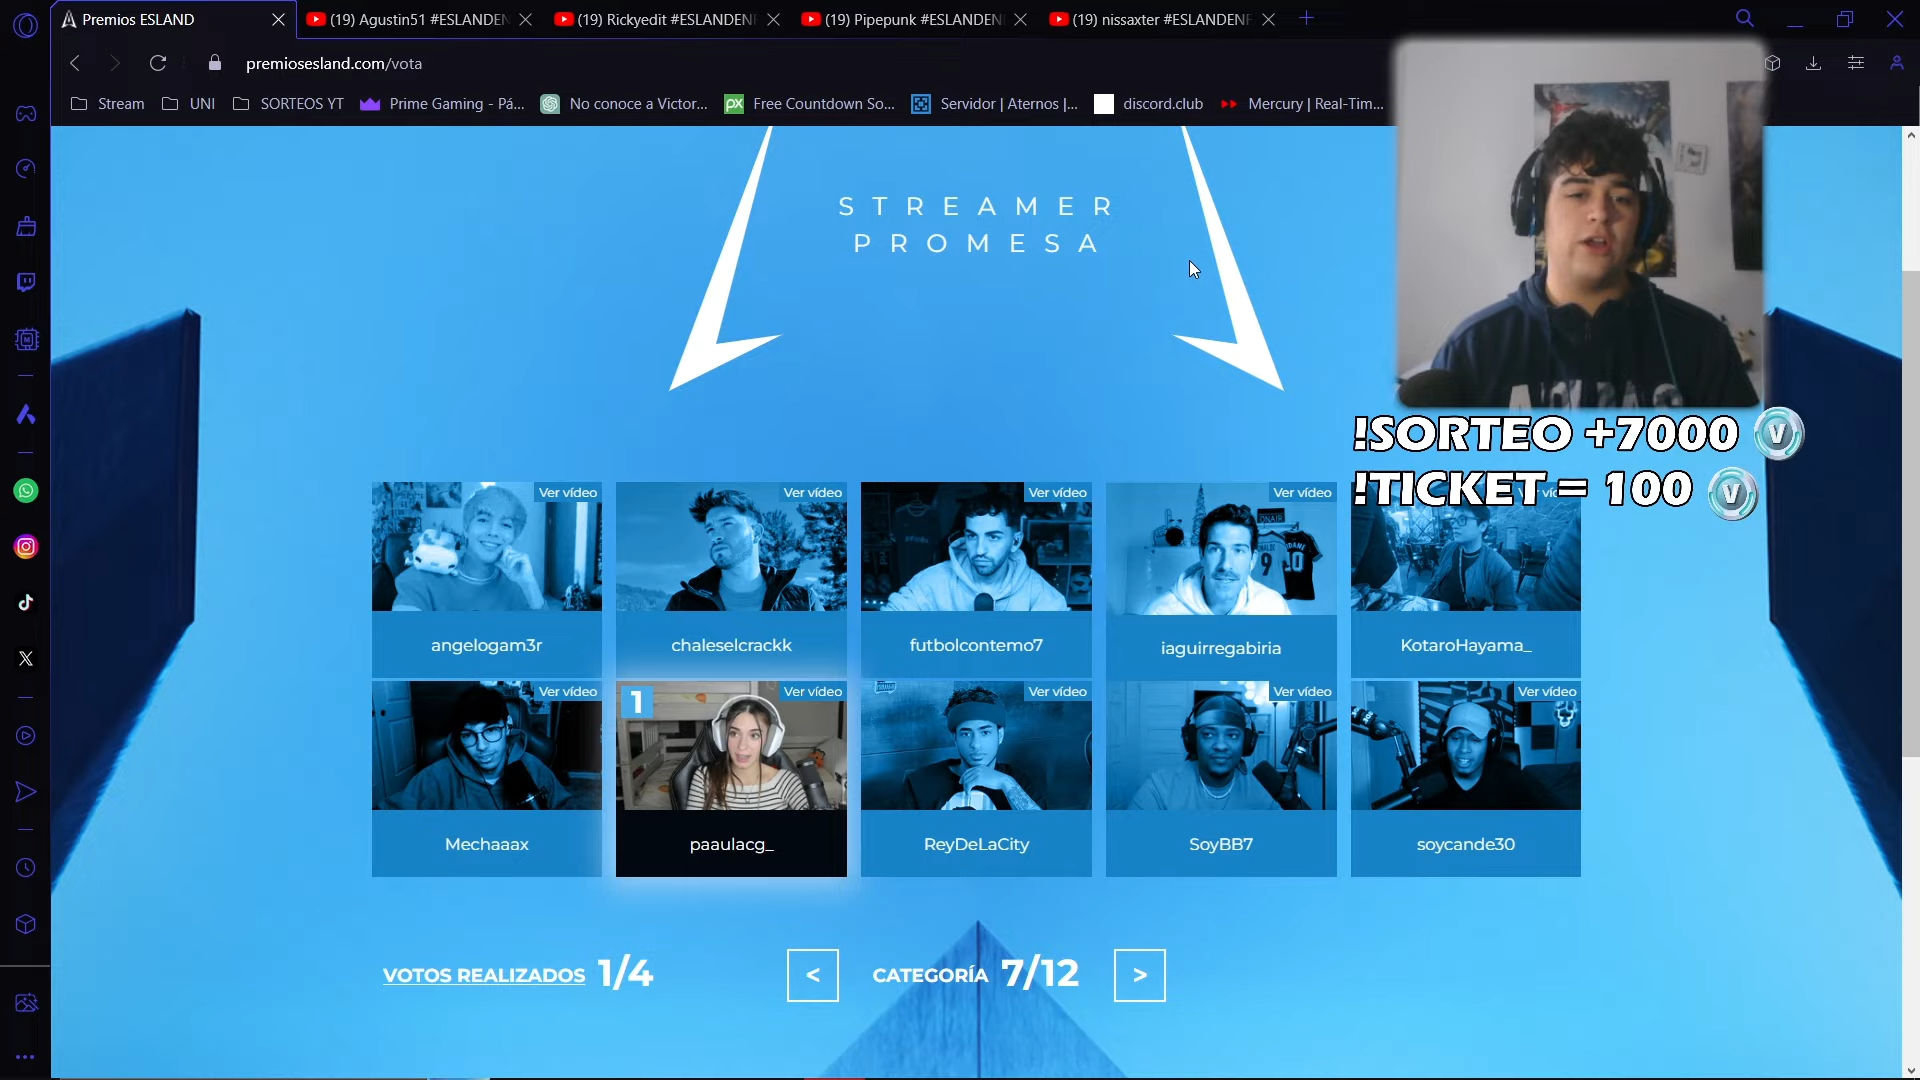 Premios ESLAND
(19) Agustin51 #ESLANDEN
(19) Rickyedit #ESLANDEN
(19) Pipepunk #ESLANDEN
(19) nissaxter #ESLANDEN
premiosesland.com/vota
Stream
UNI
SORTEOS YT
Prime Gaming - Pá...
No conoce a Victor...
Free Countdown So...
Servidor | Aternos |...
discord.club
Mercury | Real-Tim...
STREAMER
PROMESA
!SORTEO +7000 V
!TICKET = 100 V
Ver vídeo
Ver vídeo
Ver vídeo
Ver vídeo
angelogam3r
chaleselcrackk
futbolcontemo7
iaguirregabiria
KotaroHayama_
Ver vídeo
1
Ver vídeo
Ver vídeo
Ver vídeo
Ver vídeo
Mechaaax
paaulacg_
ReyDeLaCity
SoyBB7
soycande30
VOTOS REALIZADOS 1/4
< CATEGORÍA 7/12 >